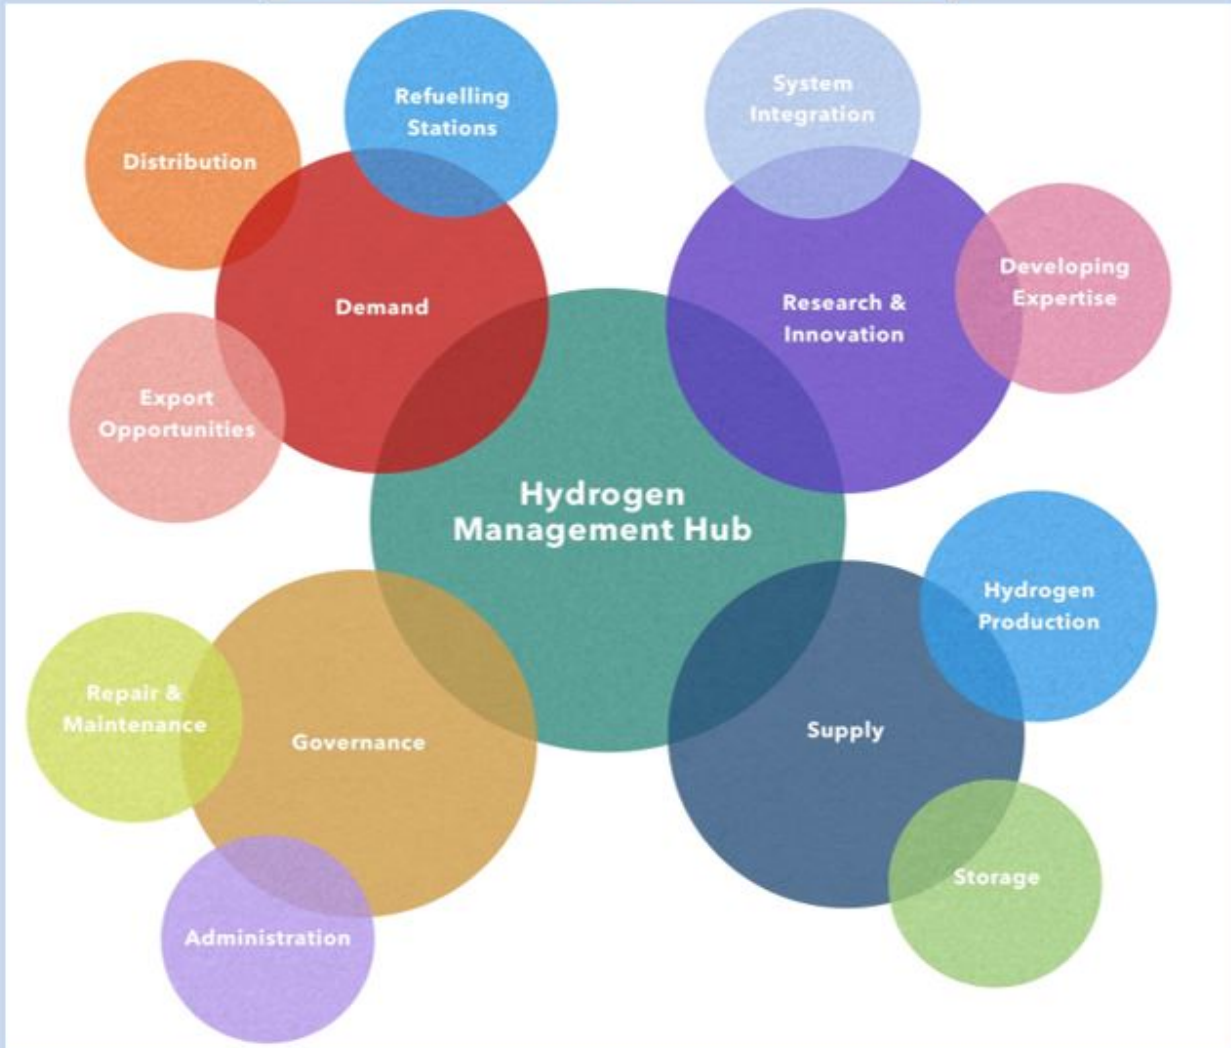 Refuelling
Stations
System
Integration
Distribution
Developing
Expertise
Demand
Research &
Innovation
Export
Opportunities
Hydrogen
Management Hub
Hydrogen
Production
Repair &
Maintenance
Governance
Supply
Storage
Administration